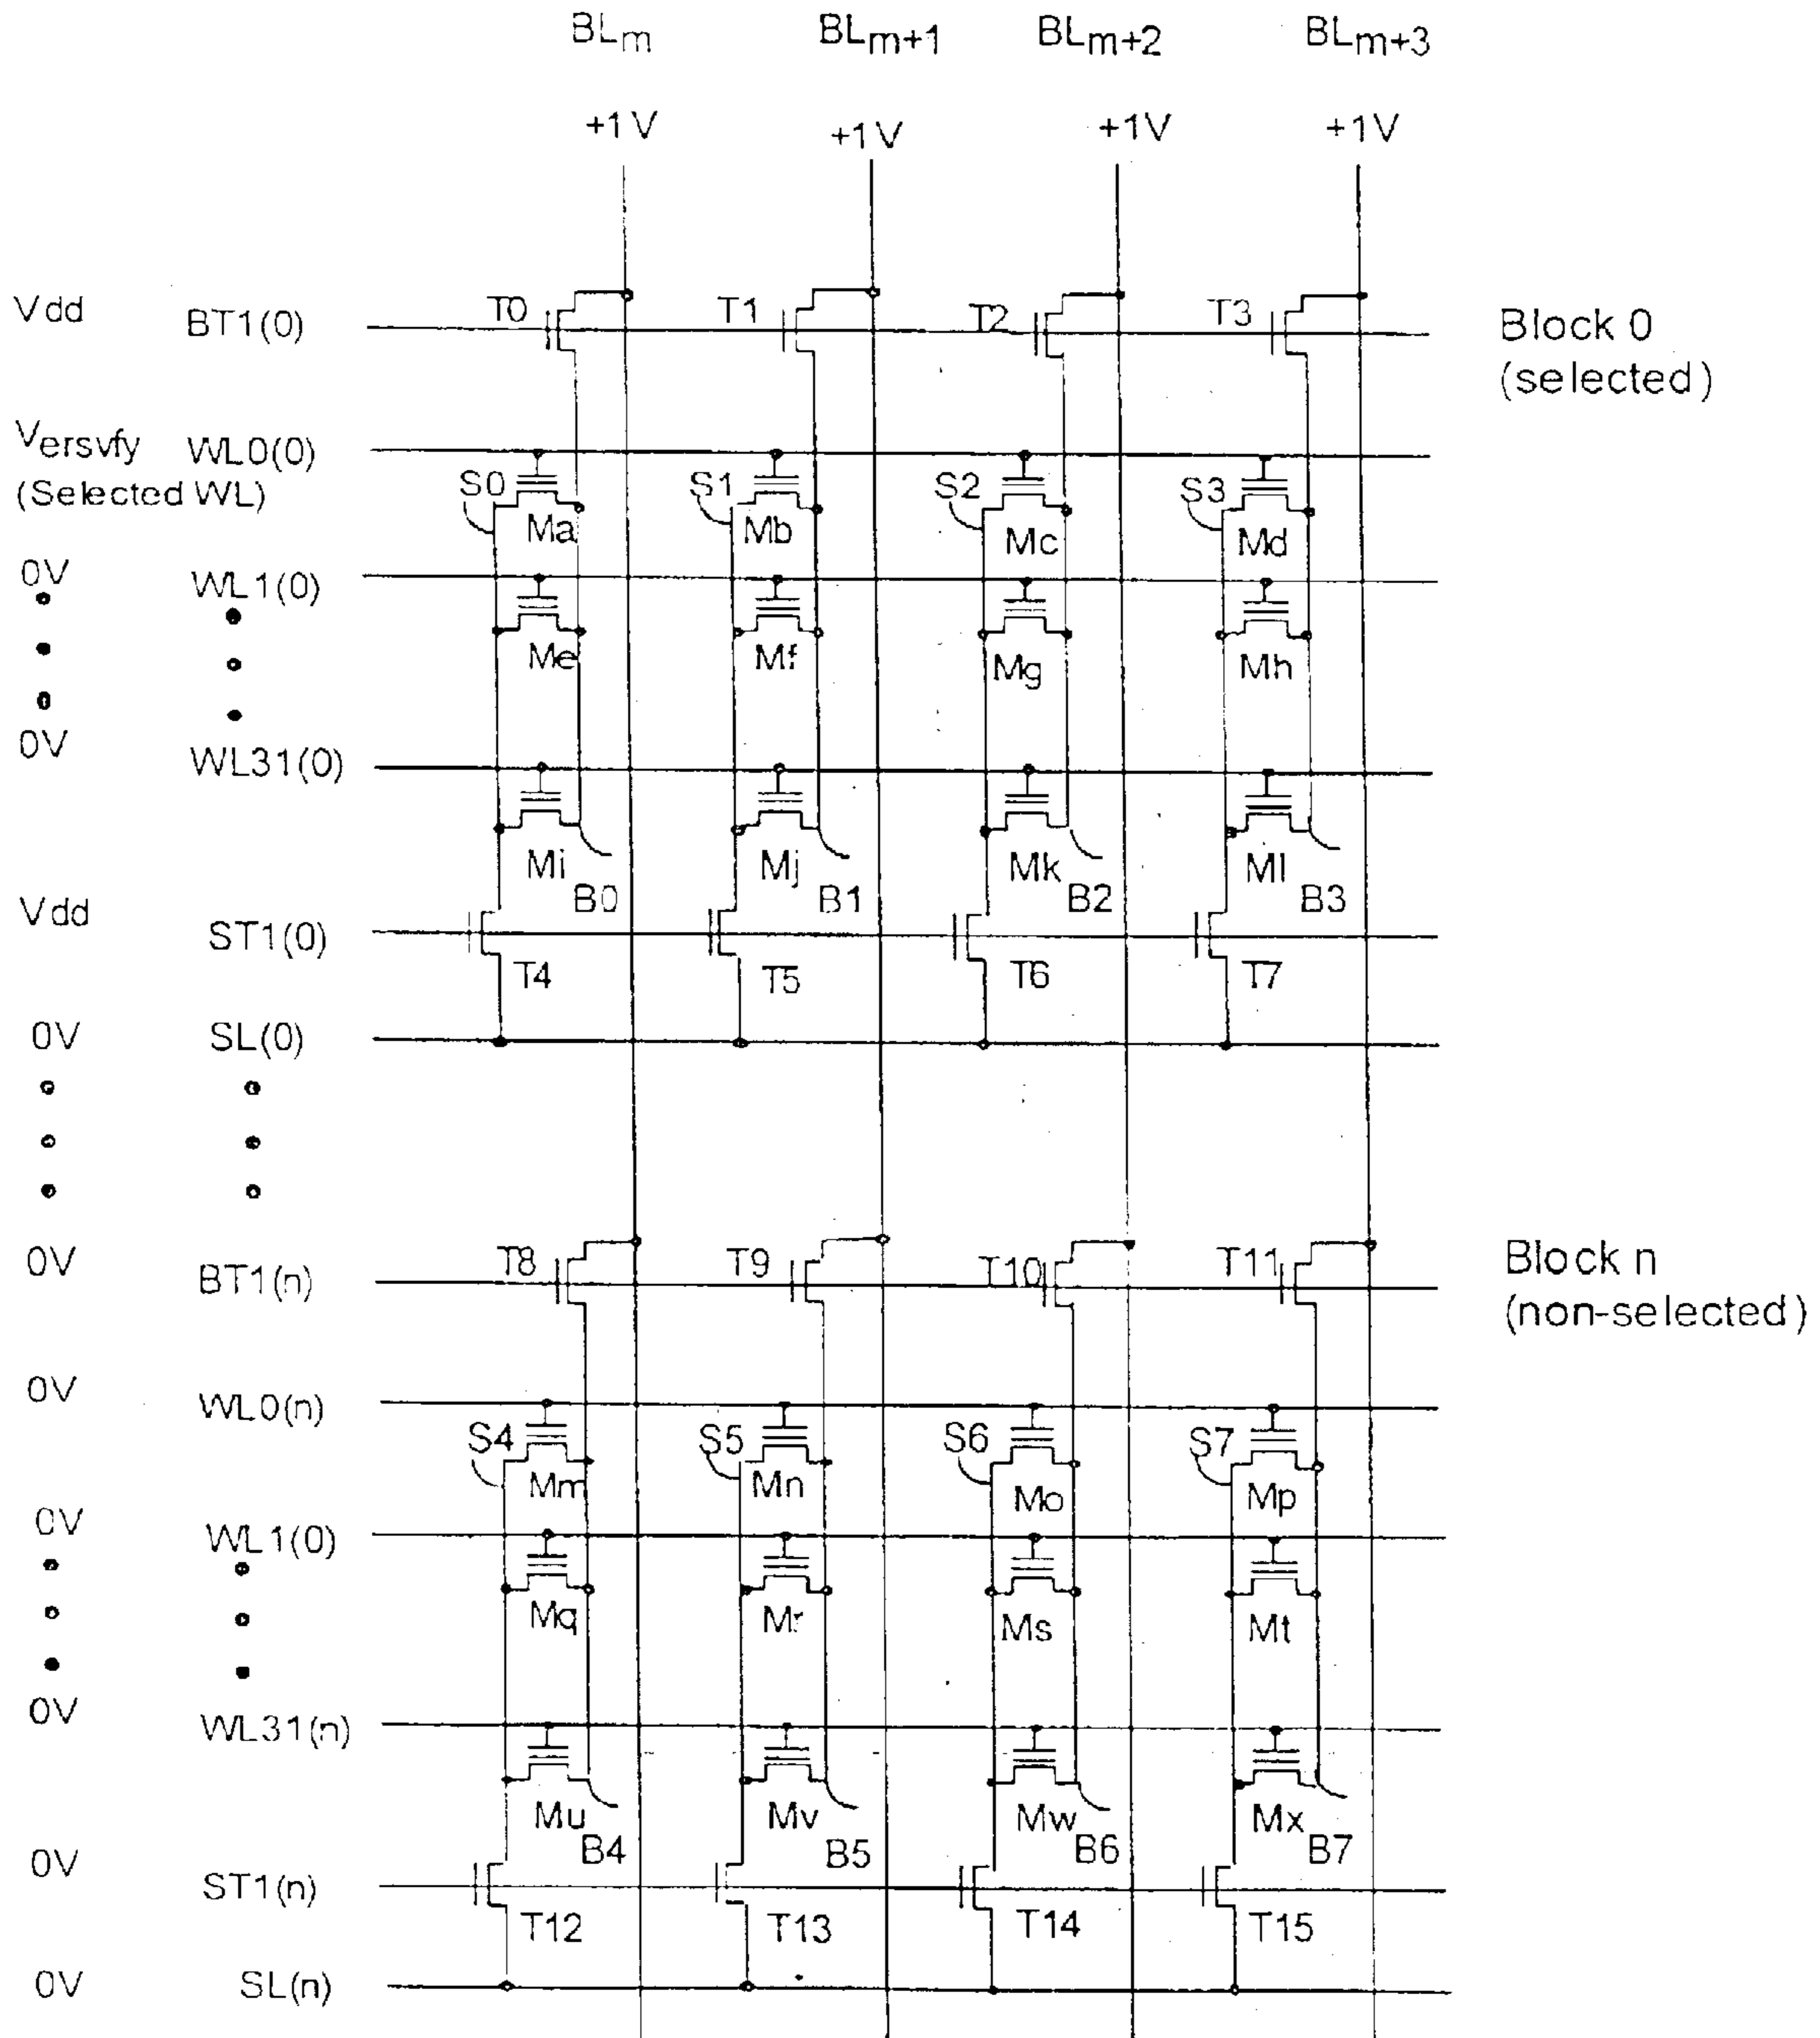 BLm BLm+1 BLm+2 BLm+3
+1V +1V +1V +1V
Vdd BT1(0) T0 T1 T2 T3 Block 0
(selected)
Versvfy WL0(0)
(Selected WL) S0 S1 S2 S3
Ma Mb Mc Md
0V WL1(0)
Me Mf Mg Mh
0V WL31(0)
Mi Mj Mk Ml
B0 B1 B2 B3
Vdd ST1(0)
T4 T5 T6 T7
0V SL(0)
0V BT1(n) T8 T9 T10 T11 Block n
(non-selected)
0V WL0(n)
S4 S5 S6 S7
Mm Mn Mo Mp
0V WL1(0)
Mq Mr Ms Mt
0V WL31(n)
Mu Mv Mw Mx
B4 B5 B6 B7
0V ST1(n)
T12 T13 T14 T15
0V SL(n)